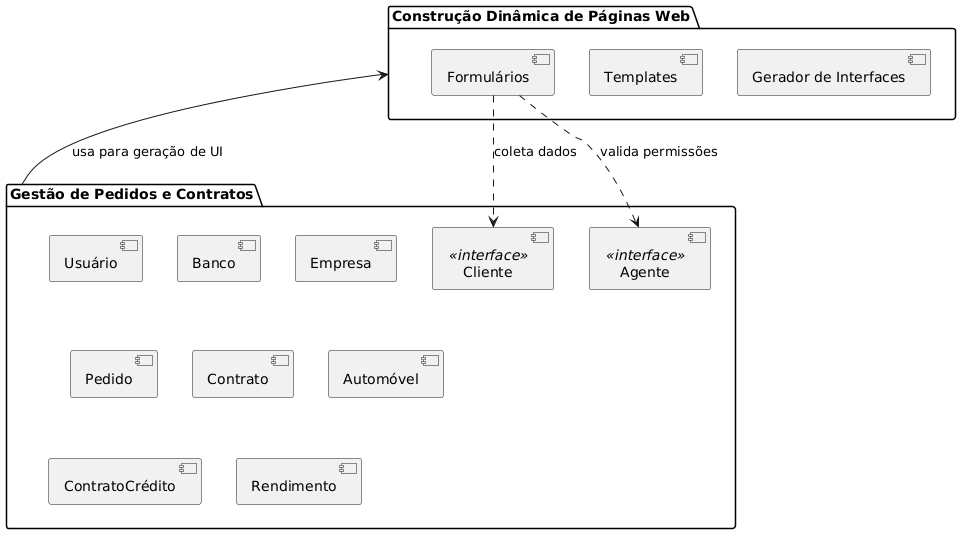 Construção Dinâmica de Páginas Web
Formulários
Templates
Gerador de Interfaces
usa para geração de UI
coleta dados
valida permissões
Gestão de Pedidos e Contratos
Usuário
Banco
Empresa
«interface»
Cliente
«interface»
Agente
Pedido
Contrato
Automóvel
ContratoCrédito
Rendimento